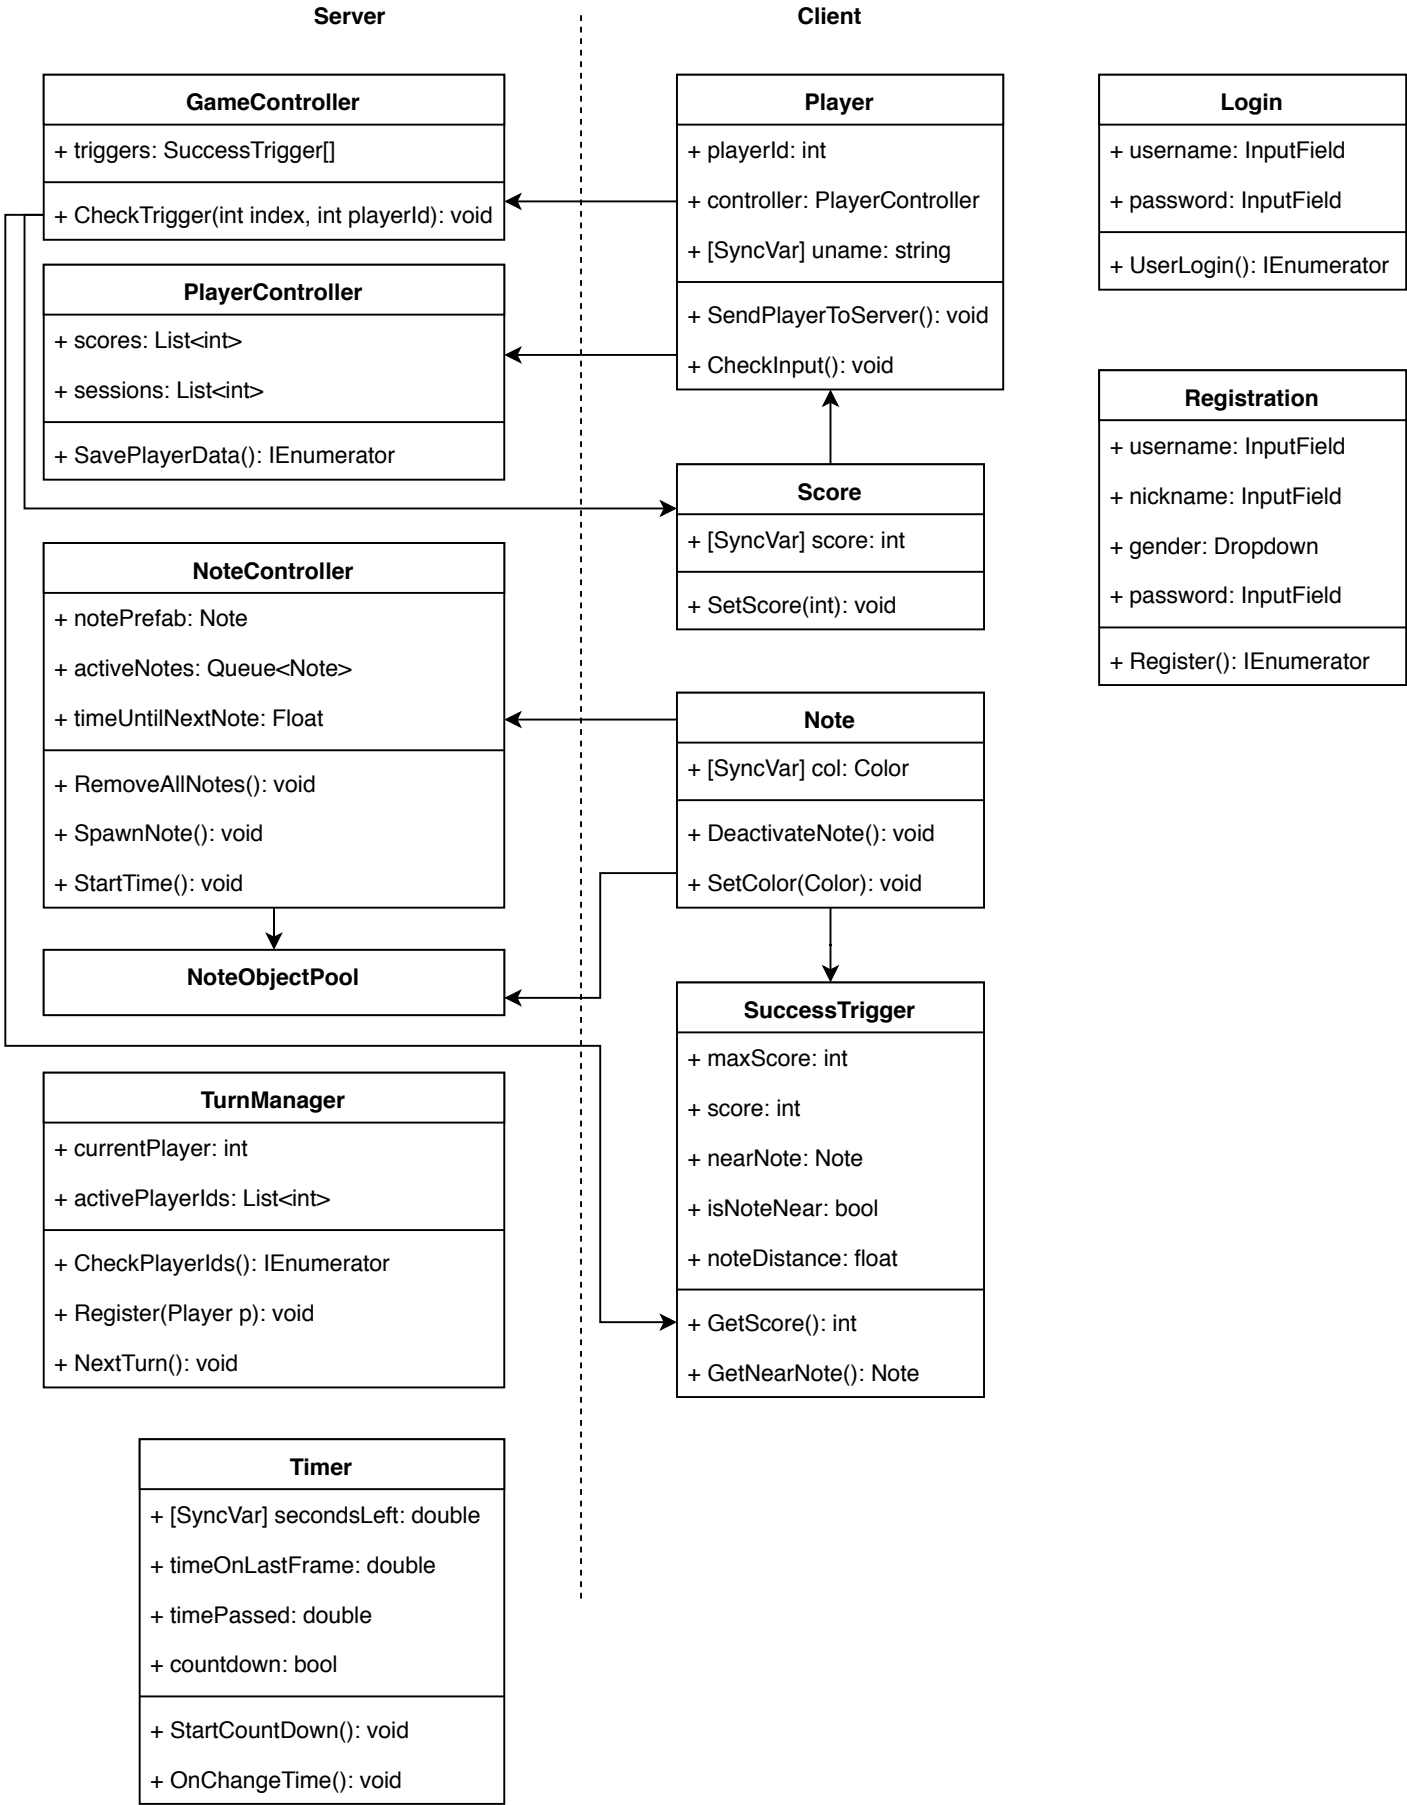 Server
Client
GameController
+ triggers: SuccessTrigger[]
+ CheckTrigger(int index, int playerId): void
PlayerController
+ scores: List<int>
+ sessions: List<int>
+ SavePlayerData(): IEnumerator
NoteController
+ notePrefab: Note
+ activeNotes: Queue<Note>
+ timeUntilNextNote: Float
+ RemoveAllNotes(): void
+ SpawnNote(): void
+ StartTime(): void
NoteObjectPool
TurnManager
+ currentPlayer: int
+ activePlayerIds: List<int>
+ CheckPlayerIds(): IEnumerator
+ Register(Player p): void
+ NextTurn(): void
Timer
+ [SyncVar] secondsLeft: double
+ timeOnLastFrame: double
+ timePassed: double
+ countdown: bool
+ StartCountDown(): void
+ OnChangeTime(): void
Player
+ playerId: int
+ controller: PlayerController
+ [SyncVar] uname: string
+ SendPlayerToServer(): void
+ CheckInput(): void
Score
+ [SyncVar] score: int
+ SetScore(int): void
Note
+ [SyncVar] col: Color
+ DeactivateNote(): void
+ SetColor(Color): void
SuccessTrigger
+ maxScore: int
+ score: int
+ nearNote: Note
+ isNoteNear: bool
+ noteDistance: float
+ GetScore(): int
+ GetNearNote(): Note
Login
+ username: InputField
+ password: InputField
+ UserLogin(): IEnumerator
Registration
+ username: InputField
+ nickname: InputField
+ gender: Dropdown
+ password: InputField
+ Register(): IEnumerator